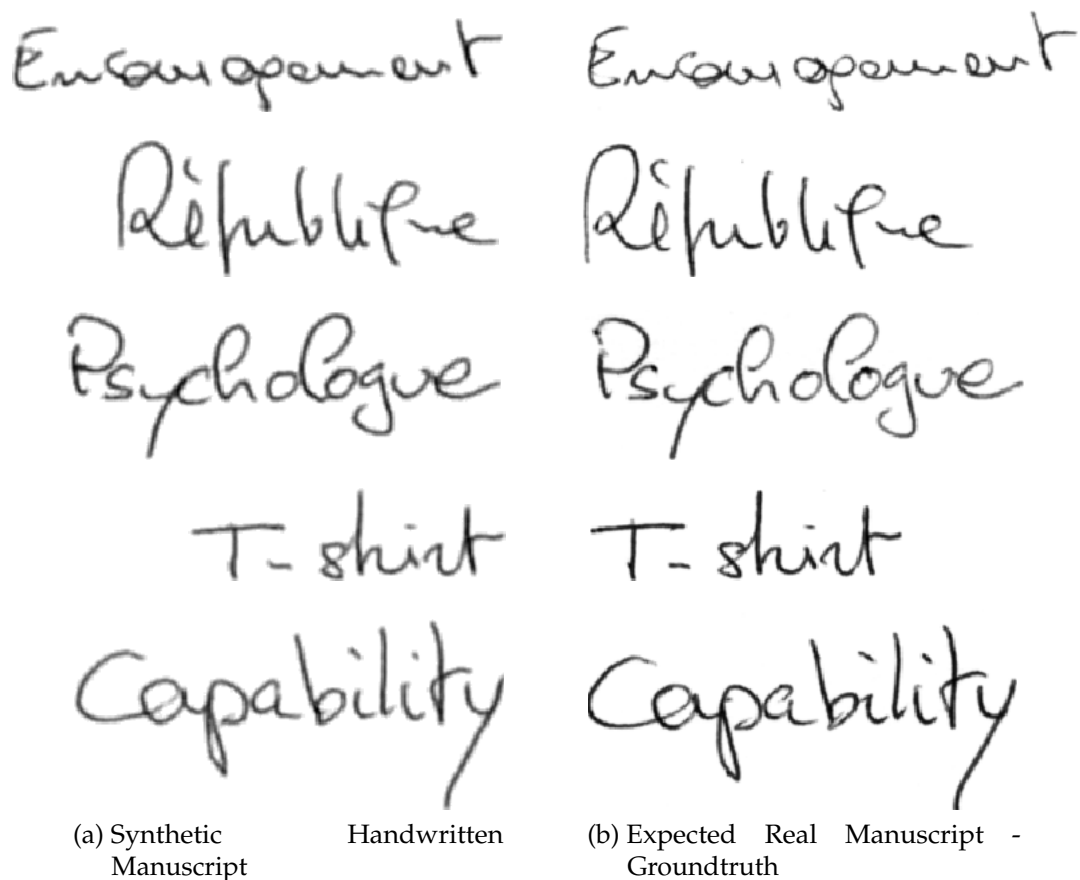 Encouragement
Encouragement
République
République
Psychologue
Psychologue
T-shirt
T-shirt
Capability
Capability
(a) Synthetic Handwritten
Manuscript
(b) Expected Real Manuscript -
Groundtruth